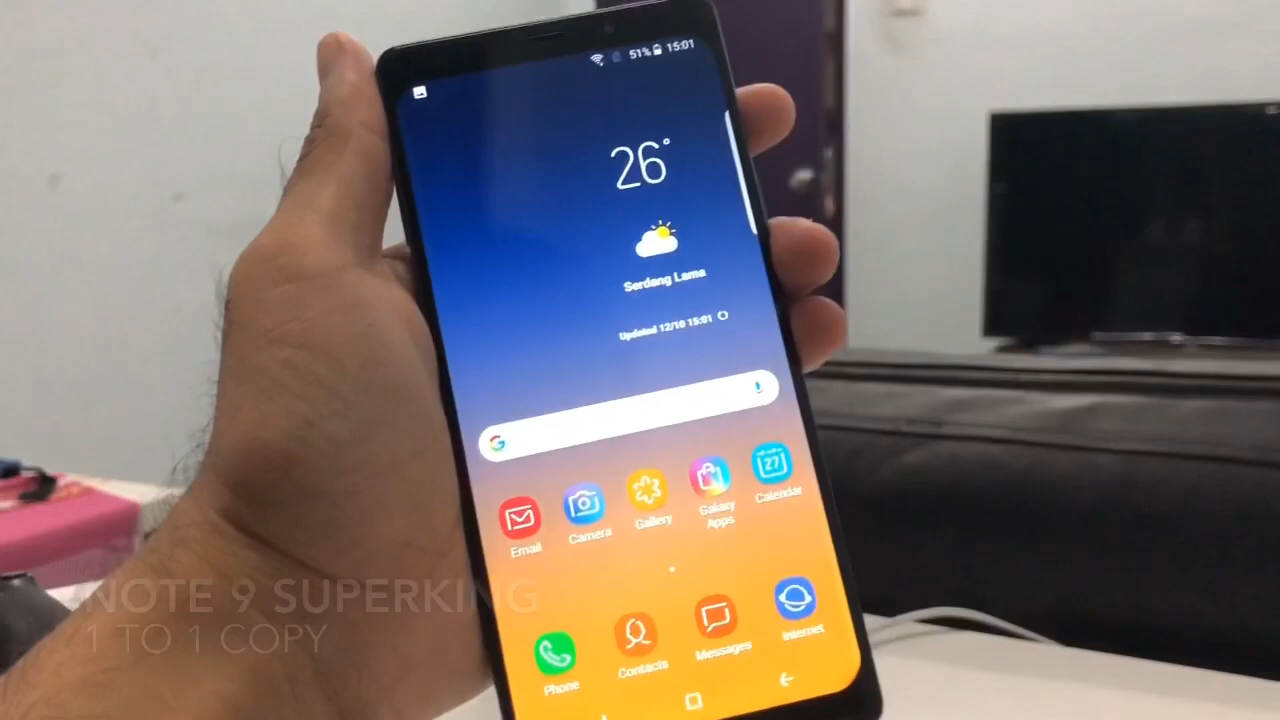 51% 15:01
26°
Serdang Lama
Updated 12/10 15:01
G
Email
Camera
Gallery
Galaxy Apps
27
Calendar
Phone
Contacts
Messages
Internet
NOTE 9 SUPERKING
1 TO 1 COPY